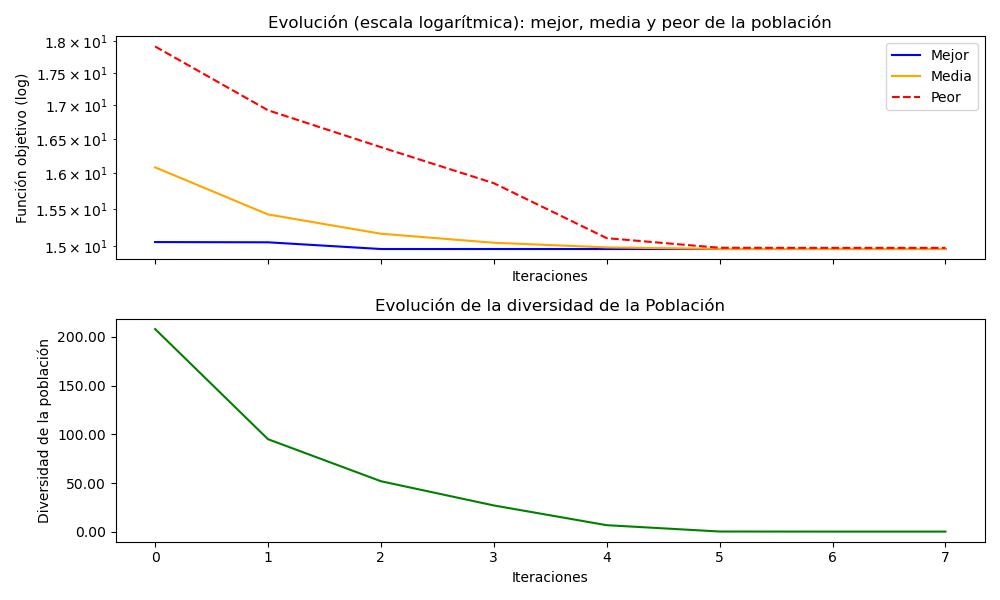 Evolución (escala logarítmica): mejor, media y peor de la población
Función objetivo (log)
1.8 × 10¹
1.75 × 10¹
1.7 × 10¹
1.65 × 10¹
1.6 × 10¹
1.55 × 10¹
1.5 × 10¹
Mejor
Media
Peor
Iteraciones
Evolución de la diversidad de la Población
Diversidad de la población
200.00
150.00
100.00
50.00
0.00
0 1 2 3 4 5 6 7
Iteraciones